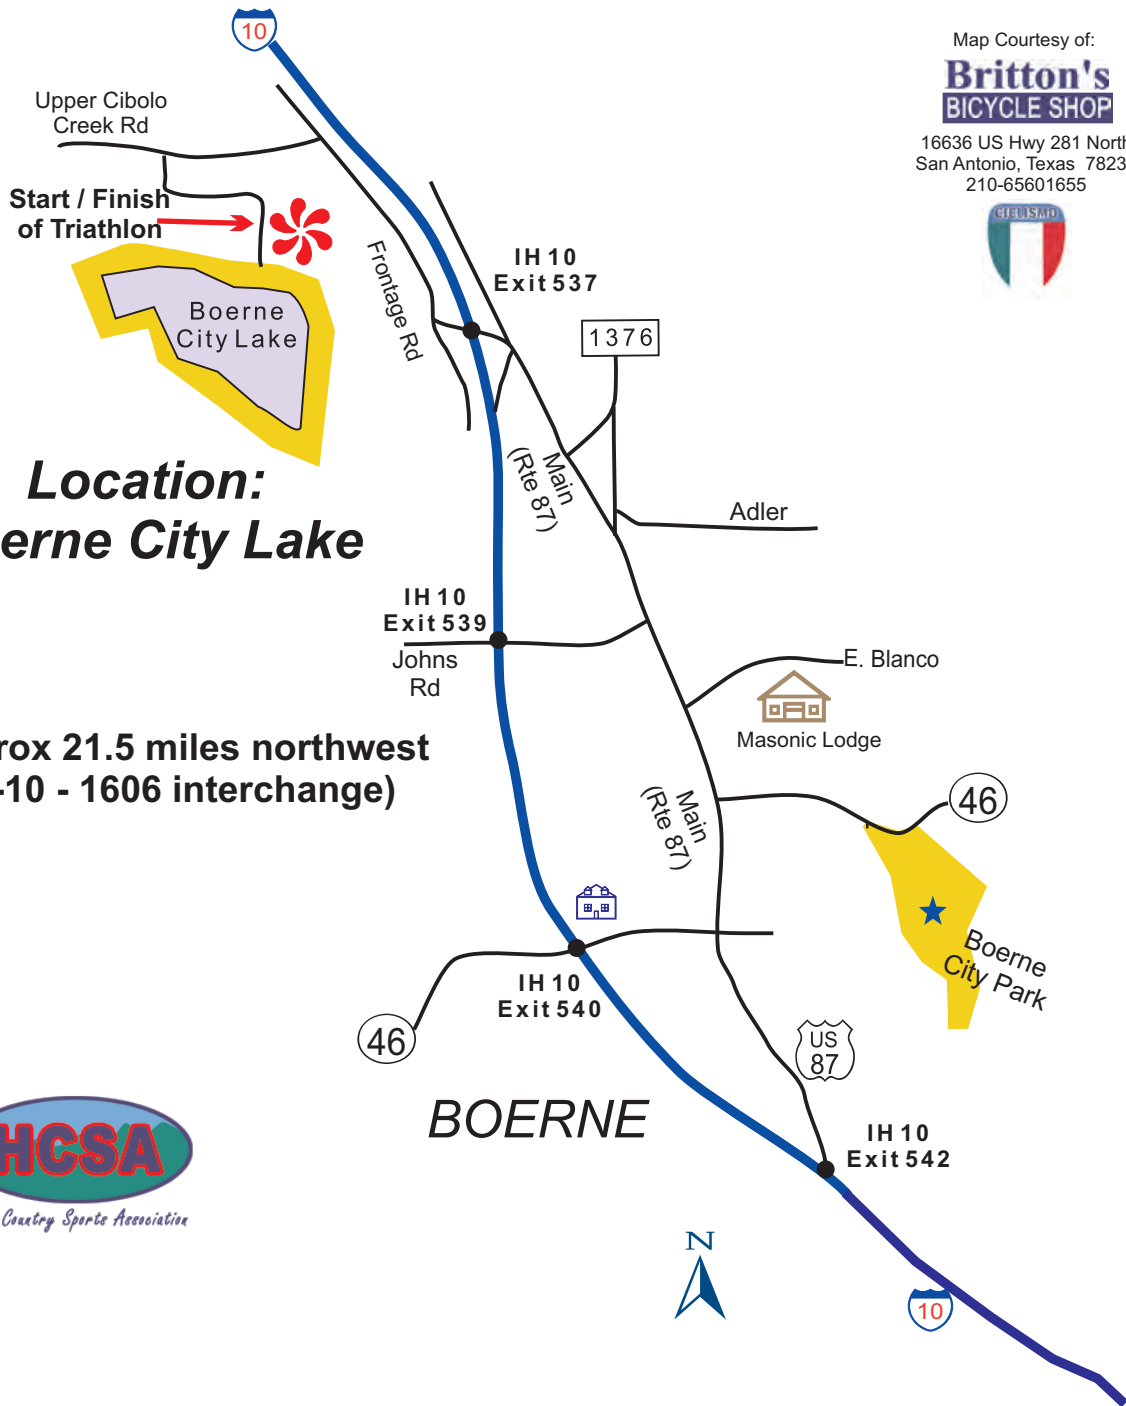 10
Map Courtesy of:
Britton's
BICYCLE SHOP
16636 US Hwy 281 North
San Antonio, Texas 7823
210-65601655
CICLISMO
Upper Cibolo
Creek Rd
Start / Finish
of Triathlon
Boerne
City Lake
Frontage Rd
IH 10
Exit 537
1376
Main
(Rte 87)
Adler
Location:
erne City Lake
IH 10
Exit 539
Johns
Rd
E. Blanco
Masonic Lodge
rox 21.5 miles northwest
-10 - 1606 interchange)
Main
(Rte 87)
46
Boerne
City Park
IH 10
Exit 540
46
US
87
BOERNE
IH 10
Exit 542
HCSA
Country Sports Association
N
10